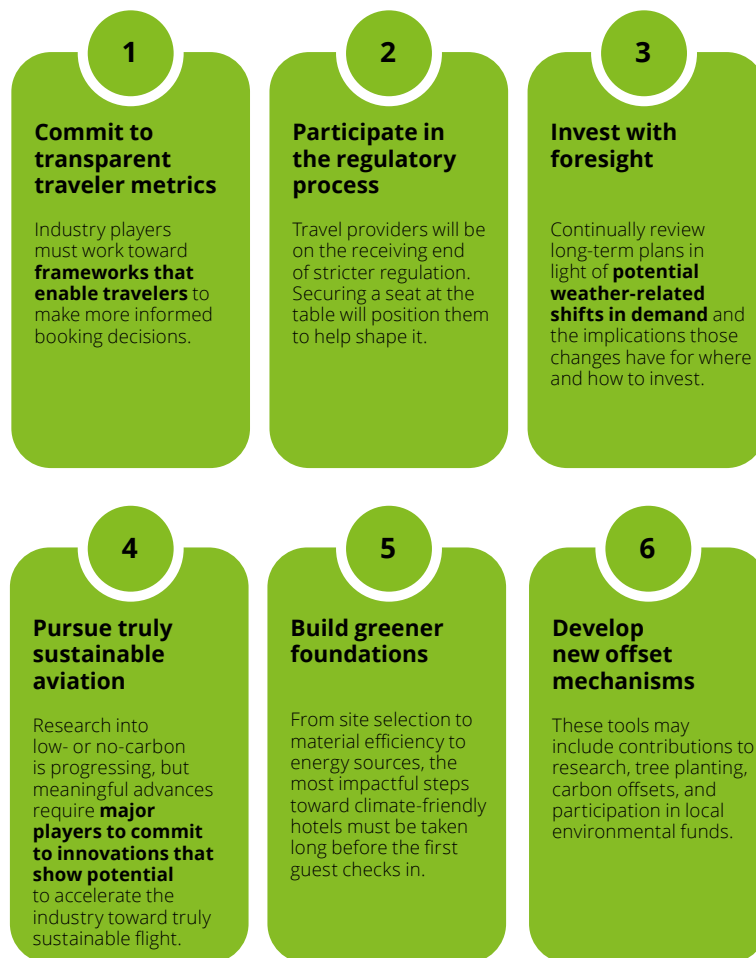 1
Commit to
transparent
traveler metrics
Industry players
must work toward
frameworks that
enable travelers to
make more informed
booking decisions.
2
Participate in
the regulatory
process
Travel providers will be
on the receiving end
of stricter regulation.
Securing a seat at the
table will position them
to help shape it.
3
Invest with
foresight
Continually review
long-term plans in
light of potential
weather-related
shifts in demand and
the implications those
changes have for where
and how to invest.
4
Pursue truly
sustainable
aviation
Research into
low- or no-carbon
is progressing, but
meaningful advances
require major
players to commit
to innovations that
show potential
to accelerate the
industry toward truly
sustainable flight.
5
Build greener
foundations
From site selection to
material efficiency to
energy sources, the
most impactful steps
toward climate-friendly
hotels must be taken
long before the first
guest checks in.
6
Develop
new offset
mechanisms
These tools may
include contributions to
research, tree planting,
carbon offsets, and
participation in local
environmental funds.